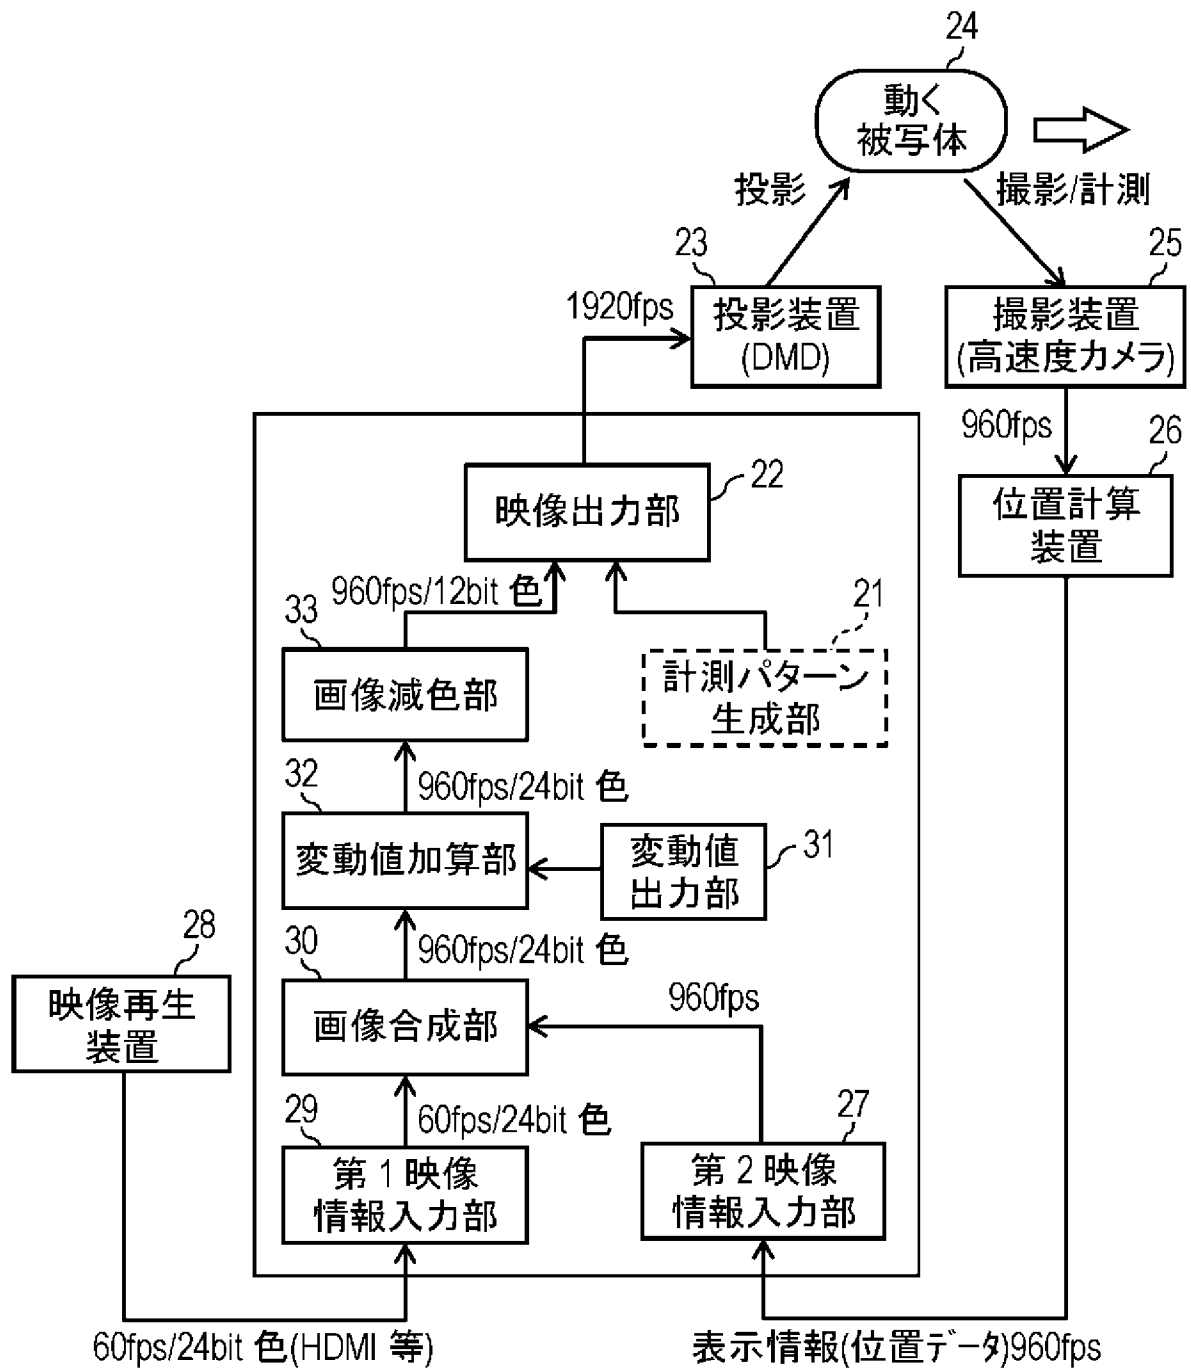 24
動く
被写体
投影
撮影/計測
23
25
1920fps
投影装置
(DMD)
撮影装置
(高速度カメラ)
960fps
26
22
映像出力部
位置計算
装置
960fps/12bit 色
33
21
画像減色部
計測パターン
生成部
32
960fps/24bit 色
変動値加算部
変動値
出力部
31
28
30
960fps/24bit 色
映像再生
装置
画像合成部
960fps
29
60fps/24bit 色
27
第1映像
情報入力部
第2映像
情報入力部
60fps/24bit 色(HDMI 等)
表示情報(位置データ)960fps